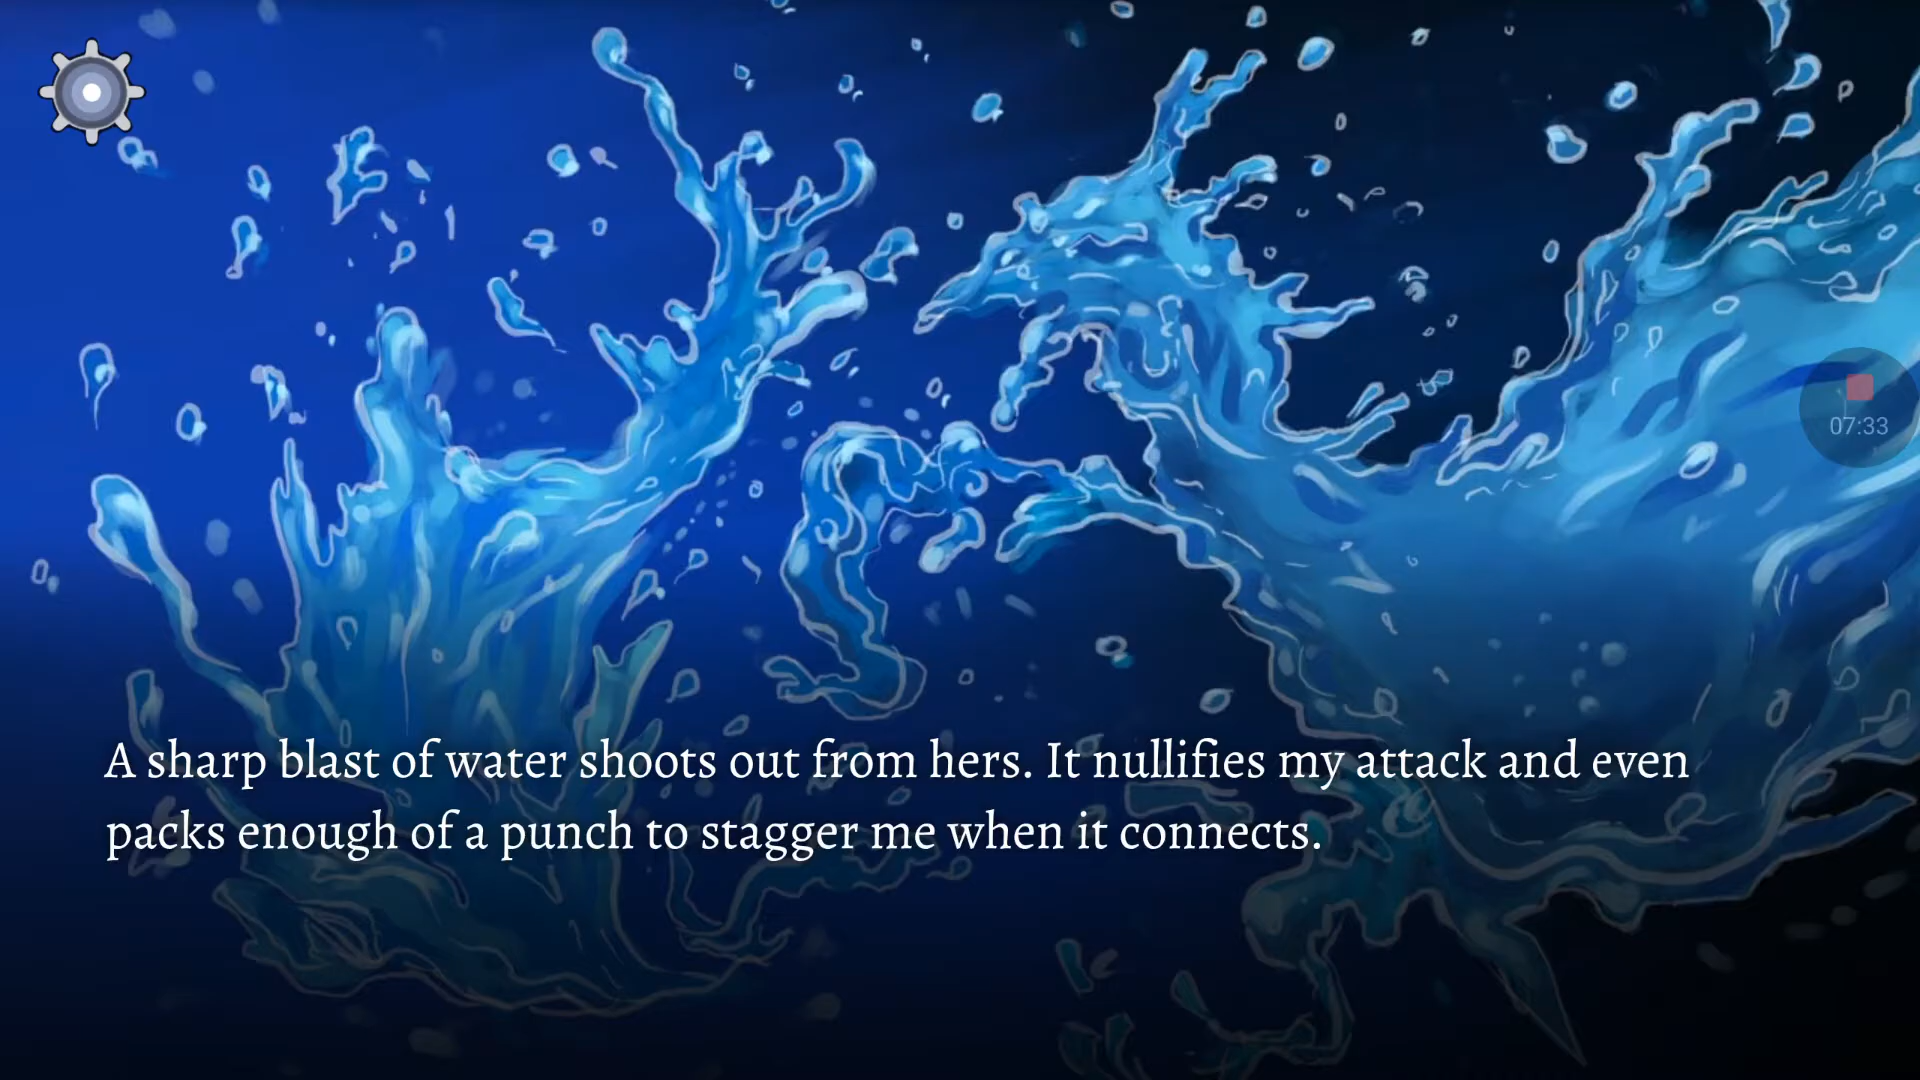 07:33
A sharp blast of water shoots out from hers. It nullifies my attack and even
packs enough of a punch to stagger me when it connects.